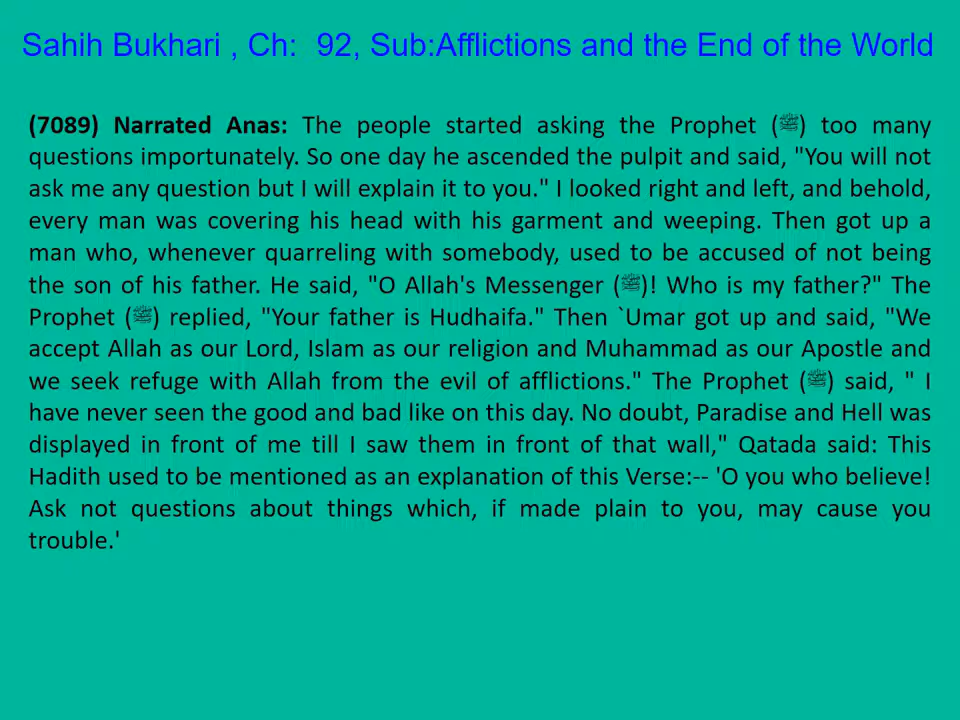 Sahih Bukhari , Ch:  92, Sub:Afflictions and the End of the World
(7089) Narrated Anas: The people started asking the Prophet (ﷺ) too many
questions importunately. So one day he ascended the pulpit and said, "You will not
ask me any question but I will explain it to you." I looked right and left, and behold,
every man was covering his head with his garment and weeping. Then got up a
man who, whenever quarreling with somebody, used to be accused of not being
the son of his father. He said, "O Allah's Messenger (ﷺ)! Who is my father?" The
Prophet (ﷺ) replied, "Your father is Hudhaifa." Then `Umar got up and said, "We
accept Allah as our Lord, Islam as our religion and Muhammad as our Apostle and
we seek refuge with Allah from the evil of afflictions." The Prophet (ﷺ) said, " I
have never seen the good and bad like on this day. No doubt, Paradise and Hell was
displayed in front of me till I saw them in front of that wall," Qatada said: This
Hadith used to be mentioned as an explanation of this Verse:-- 'O you who believe!
Ask not questions about things which, if made plain to you, may cause you
trouble.'